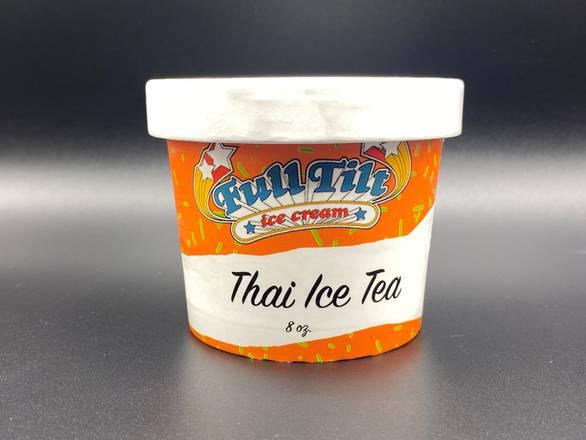 Full Tilt
ice cream
Thai Ice Tea
8 oz.